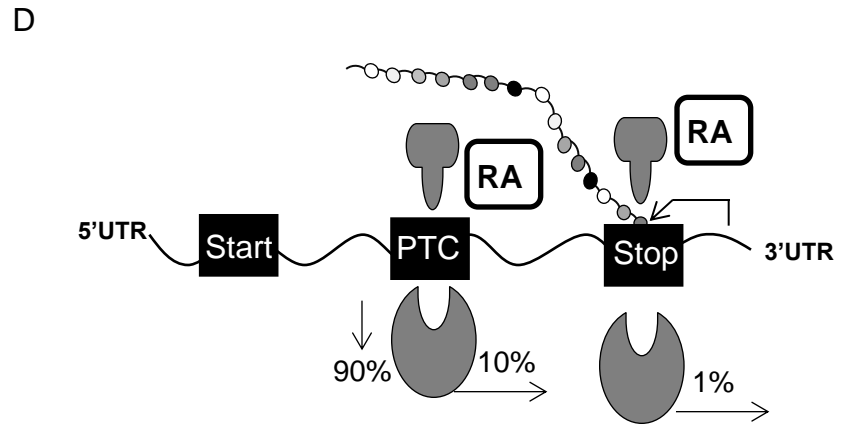 D
RA
RA
5'UTR
Start
PTC
Stop
3'UTR
90%
10%
1%